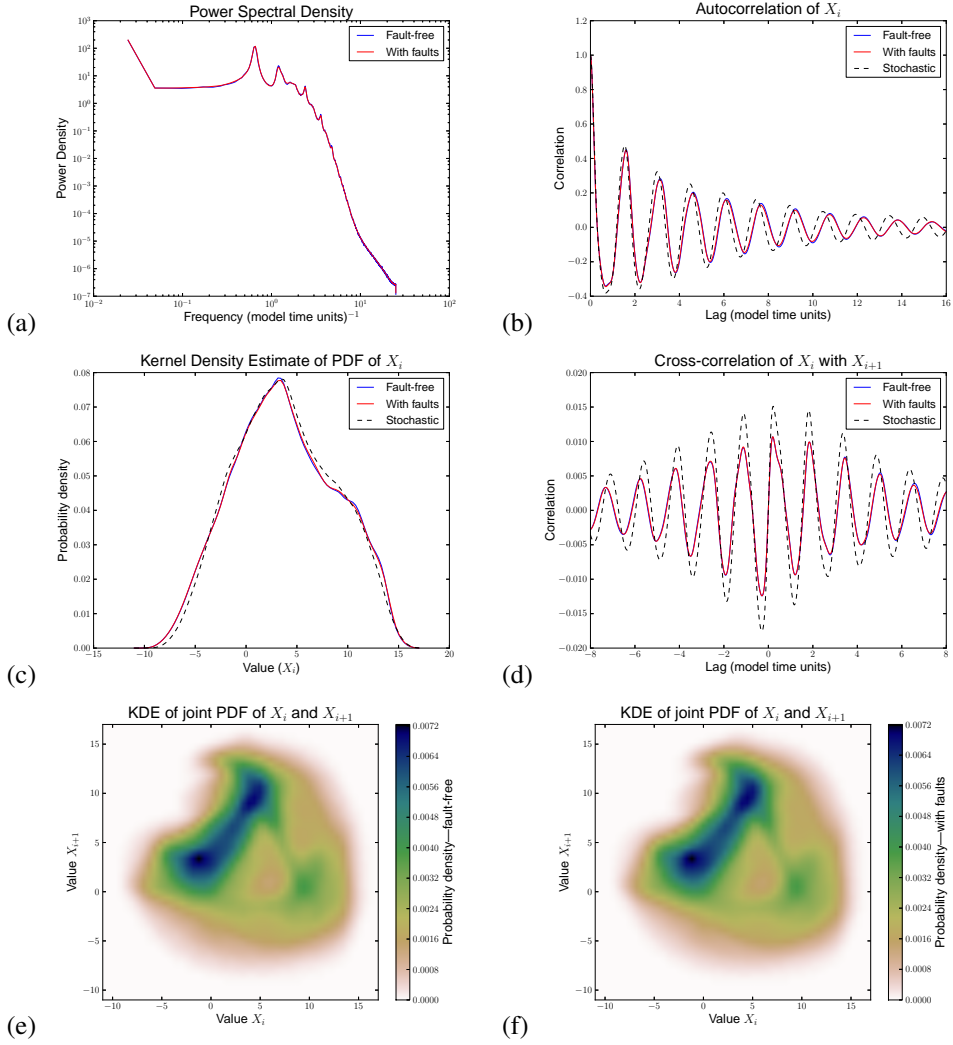 Power Spectral Density
10^3
10^2
10^1
10^0
10^-1
10^-2
10^-3
10^-4
10^-5
10^-6
10^-7
Power Density
Fault-free
With faults
10^-2
10^-1
10^0
10^1
10^2
Frequency (model time units)^-1
(a)
Autocorrelation of X_i
1.2
1.0
0.8
0.6
0.4
0.2
0.0
−0.2
−0.4
Correlation
Fault-free
With faults
Stochastic
0 2 4 6 8 10 12 14 16
Lag (model time units)
(b)
Kernel Density Estimate of PDF of X_i
0.08
0.07
0.06
0.05
0.04
0.03
0.02
0.01
0.00
Probability density
Fault-free
With faults
Stochastic
−15 −10 −5 0 5 10 15 20
Value (X_i)
(c)
Cross-correlation of X_i with X_{i+1}
0.020
0.015
0.010
0.005
0.000
−0.005
−0.010
−0.015
−0.020
Correlation
Fault-free
With faults
Stochastic
−8 −6 −4 −2 0 2 4 6 8
Lag (model time units)
(d)
KDE of joint PDF of X_i and X_{i+1}
15
10
5
0
−5
−10
Value X_{i+1}
−10 −5 0 5 10 15
Value X_i
0.0072
0.0064
0.0056
0.0048
0.0040
0.0032
0.0024
0.0016
0.0008
0.0000
Probability density—fault-free
(e)
KDE of joint PDF of X_i and X_{i+1}
15
10
5
0
−5
−10
Value X_{i+1}
−10 −5 0 5 10 15
Value X_i
0.0072
0.0064
0.0056
0.0048
0.0040
0.0032
0.0024
0.0016
0.0008
0.0000
Probability density—with faults
(f)